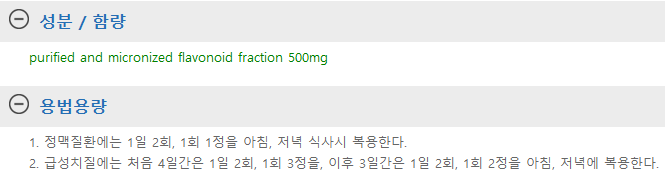 성분 / 함량
purified and micronized flavonoid fraction 500mg
용법용량
1. 정맥질환에는 1일 2회, 1회 1정을 아침, 저녁 식사시 복용한다.
2. 급성치질에는 처음 4일간은 1일 2회, 1회 3정을, 이후 3일간은 1일 2회, 1회 2정을 아침, 저녁에 복용한다.